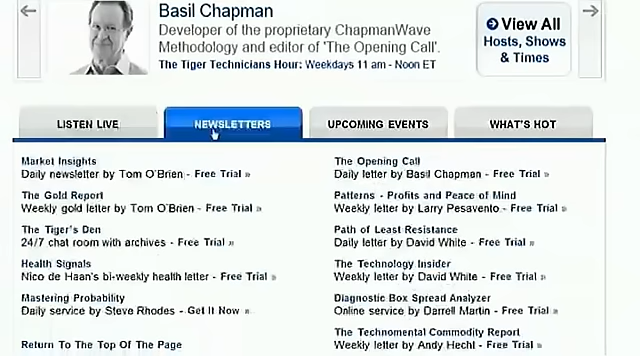 Basil Chapman
Developer of the proprietary ChapmanWave
Methodology and editor of 'The Opening Call'.
The Tiger Technicians Hour: Weekdays 11 am - Noon ET
View All
Hosts, Shows
& Times
LISTEN LIVE
NEWSLETTERS
UPCOMING EVENTS
WHAT'S HOT
Market Insights
Daily newsletter by Tom O'Brien - Free Trial »
The Gold Report
Weekly gold letter by Tom O'Brien - Free Trial »
The Tiger's Den
24/7 chat room with archives - Free Trial »
Health Signals
Nico de Haan's bi-weekly health letter - Free Trial »
Mastering Probability
Daily service by Steve Rhodes - Get It Now »
Return To The Top Of The Page
The Opening Call
Daily letter by Basil Chapman - Free Trial »
Patterns - Profits and Peace of Mind
Weekly letter by Larry Pesavento - Free Trial »
Path of Least Resistance
Daily letter by David White - Free Trial »
The Technology Insider
Weekly letter by David White - Free Trial »
Diagnostic Box Spread Analyzer
Online service by Darrell Martin - Free Trial »
The Technomental Commodity Report
Weekly letter by Andy Hecht - Free Trial »